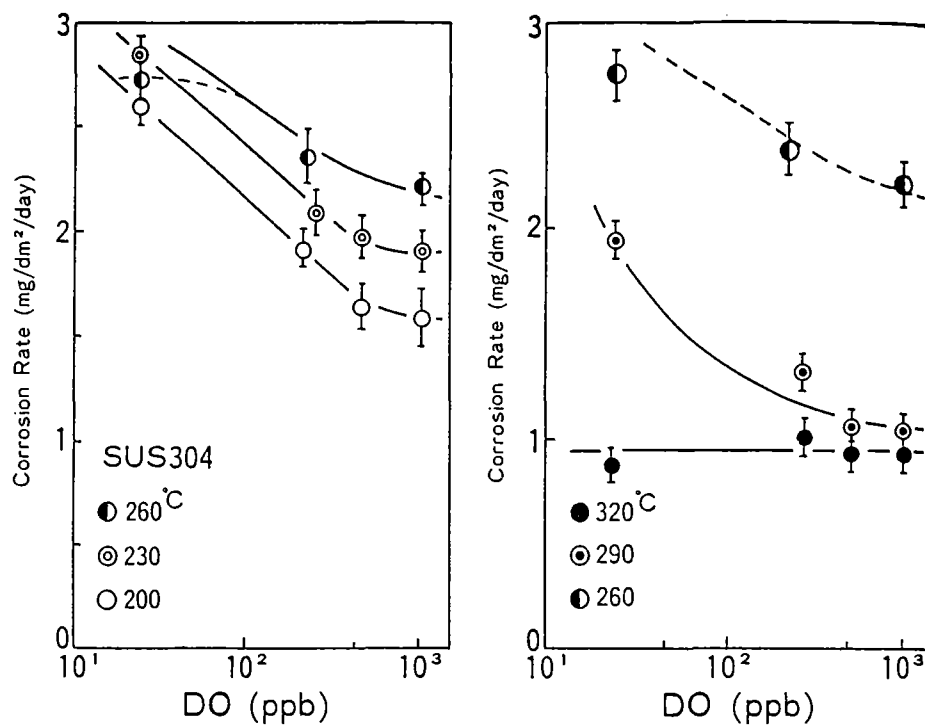 3
2
1
0
Corrosion Rate (mg/dm²/day)
SUS304
260°C
230
200
10¹
10²
10³
DO (ppb)
3
2
1
0
Corrosion Rate (mg/dm²/day)
320°C
290
260
10¹
10²
10³
DO (ppb)